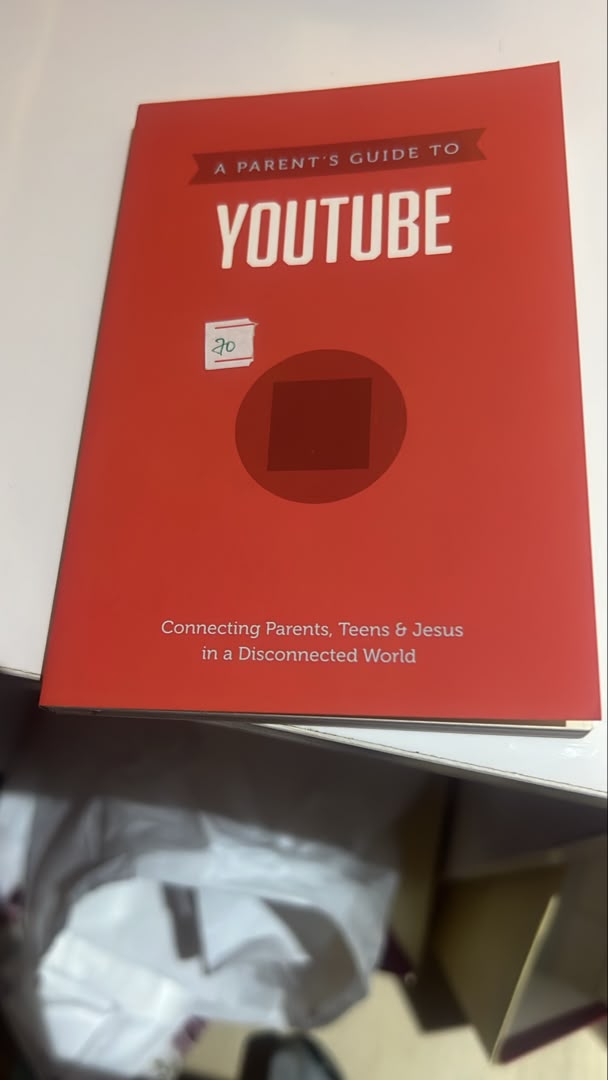 A PARENT'S GUIDE TO
YOUTUBE
70
Connecting Parents, Teens & Jesus
in a Disconnected World